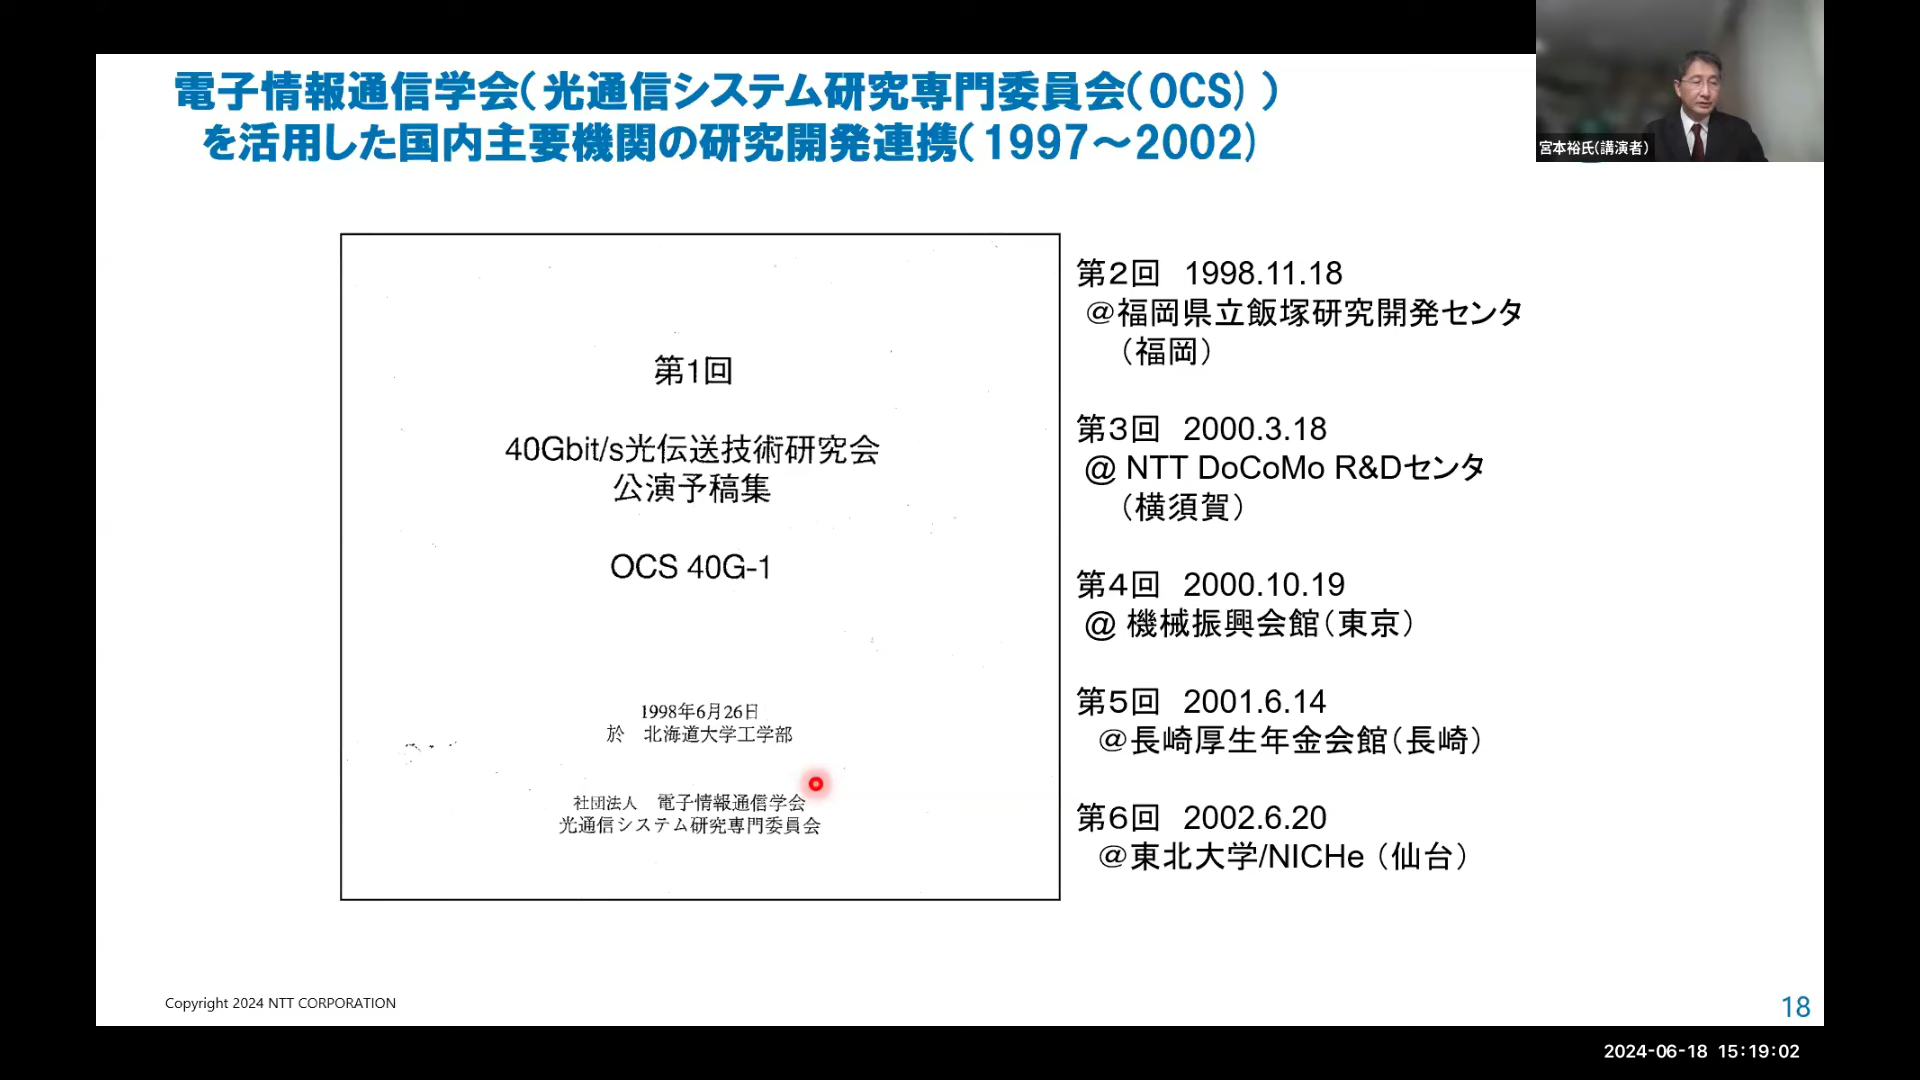 電子情報通信学会(光通信システム研究専門委員会(OCS))
を活用した国内主要機関の研究開発連携(1997～2002)
宮本裕氏(講演者)
第1回
40Gbit/s光伝送技術研究会
公演予稿集
OCS 40G-1
1998年6月26日
於 北海道大学工学部
社団法人 電子情報通信学会
光通信システム研究専門委員会
第2回 1998.11.18
@福岡県立飯塚研究開発センタ
(福岡)
第3回 2000.3.18
@ NTT DoCoMo R&Dセンタ
(横須賀)
第4回 2000.10.19
@ 機械振興会館(東京)
第5回 2001.6.14
@長崎厚生年金会館(長崎)
第6回 2002.6.20
@東北大学/NICHe (仙台)
Copyright 2024 NTT CORPORATION
18
2024-06-18 15:19:02